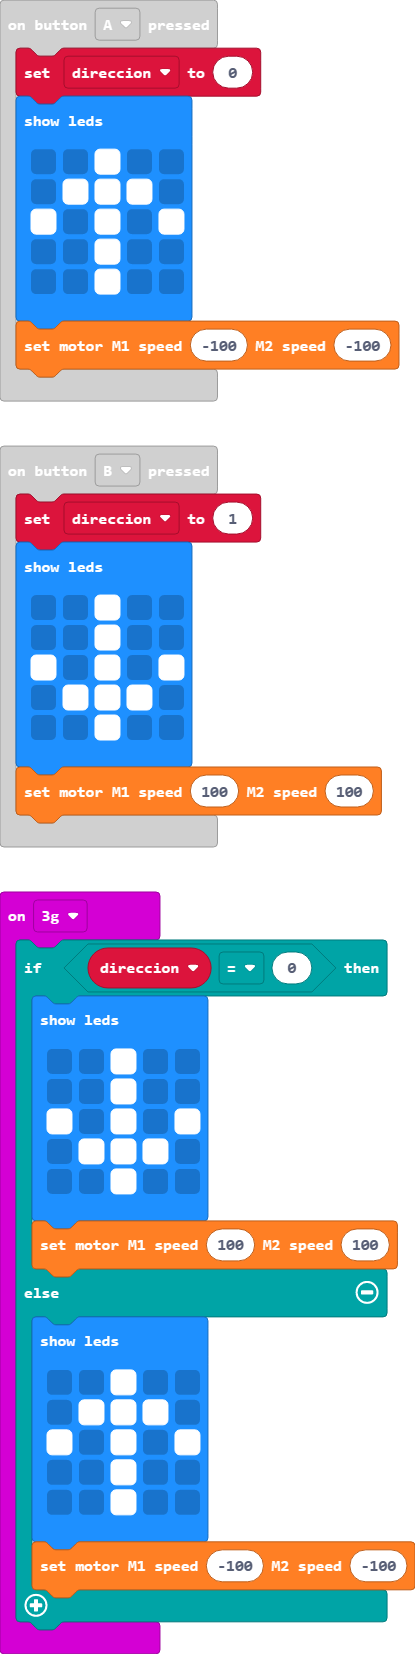 on button A pressed
set direccion to 0
show leds
set motor M1 speed -100 M2 speed -100
on button B pressed
set direccion to 1
show leds
set motor M1 speed 100 M2 speed 100
on 3g
if direccion = 0 then
show leds
set motor M1 speed 100 M2 speed 100
else
show leds
set motor M1 speed -100 M2 speed -100